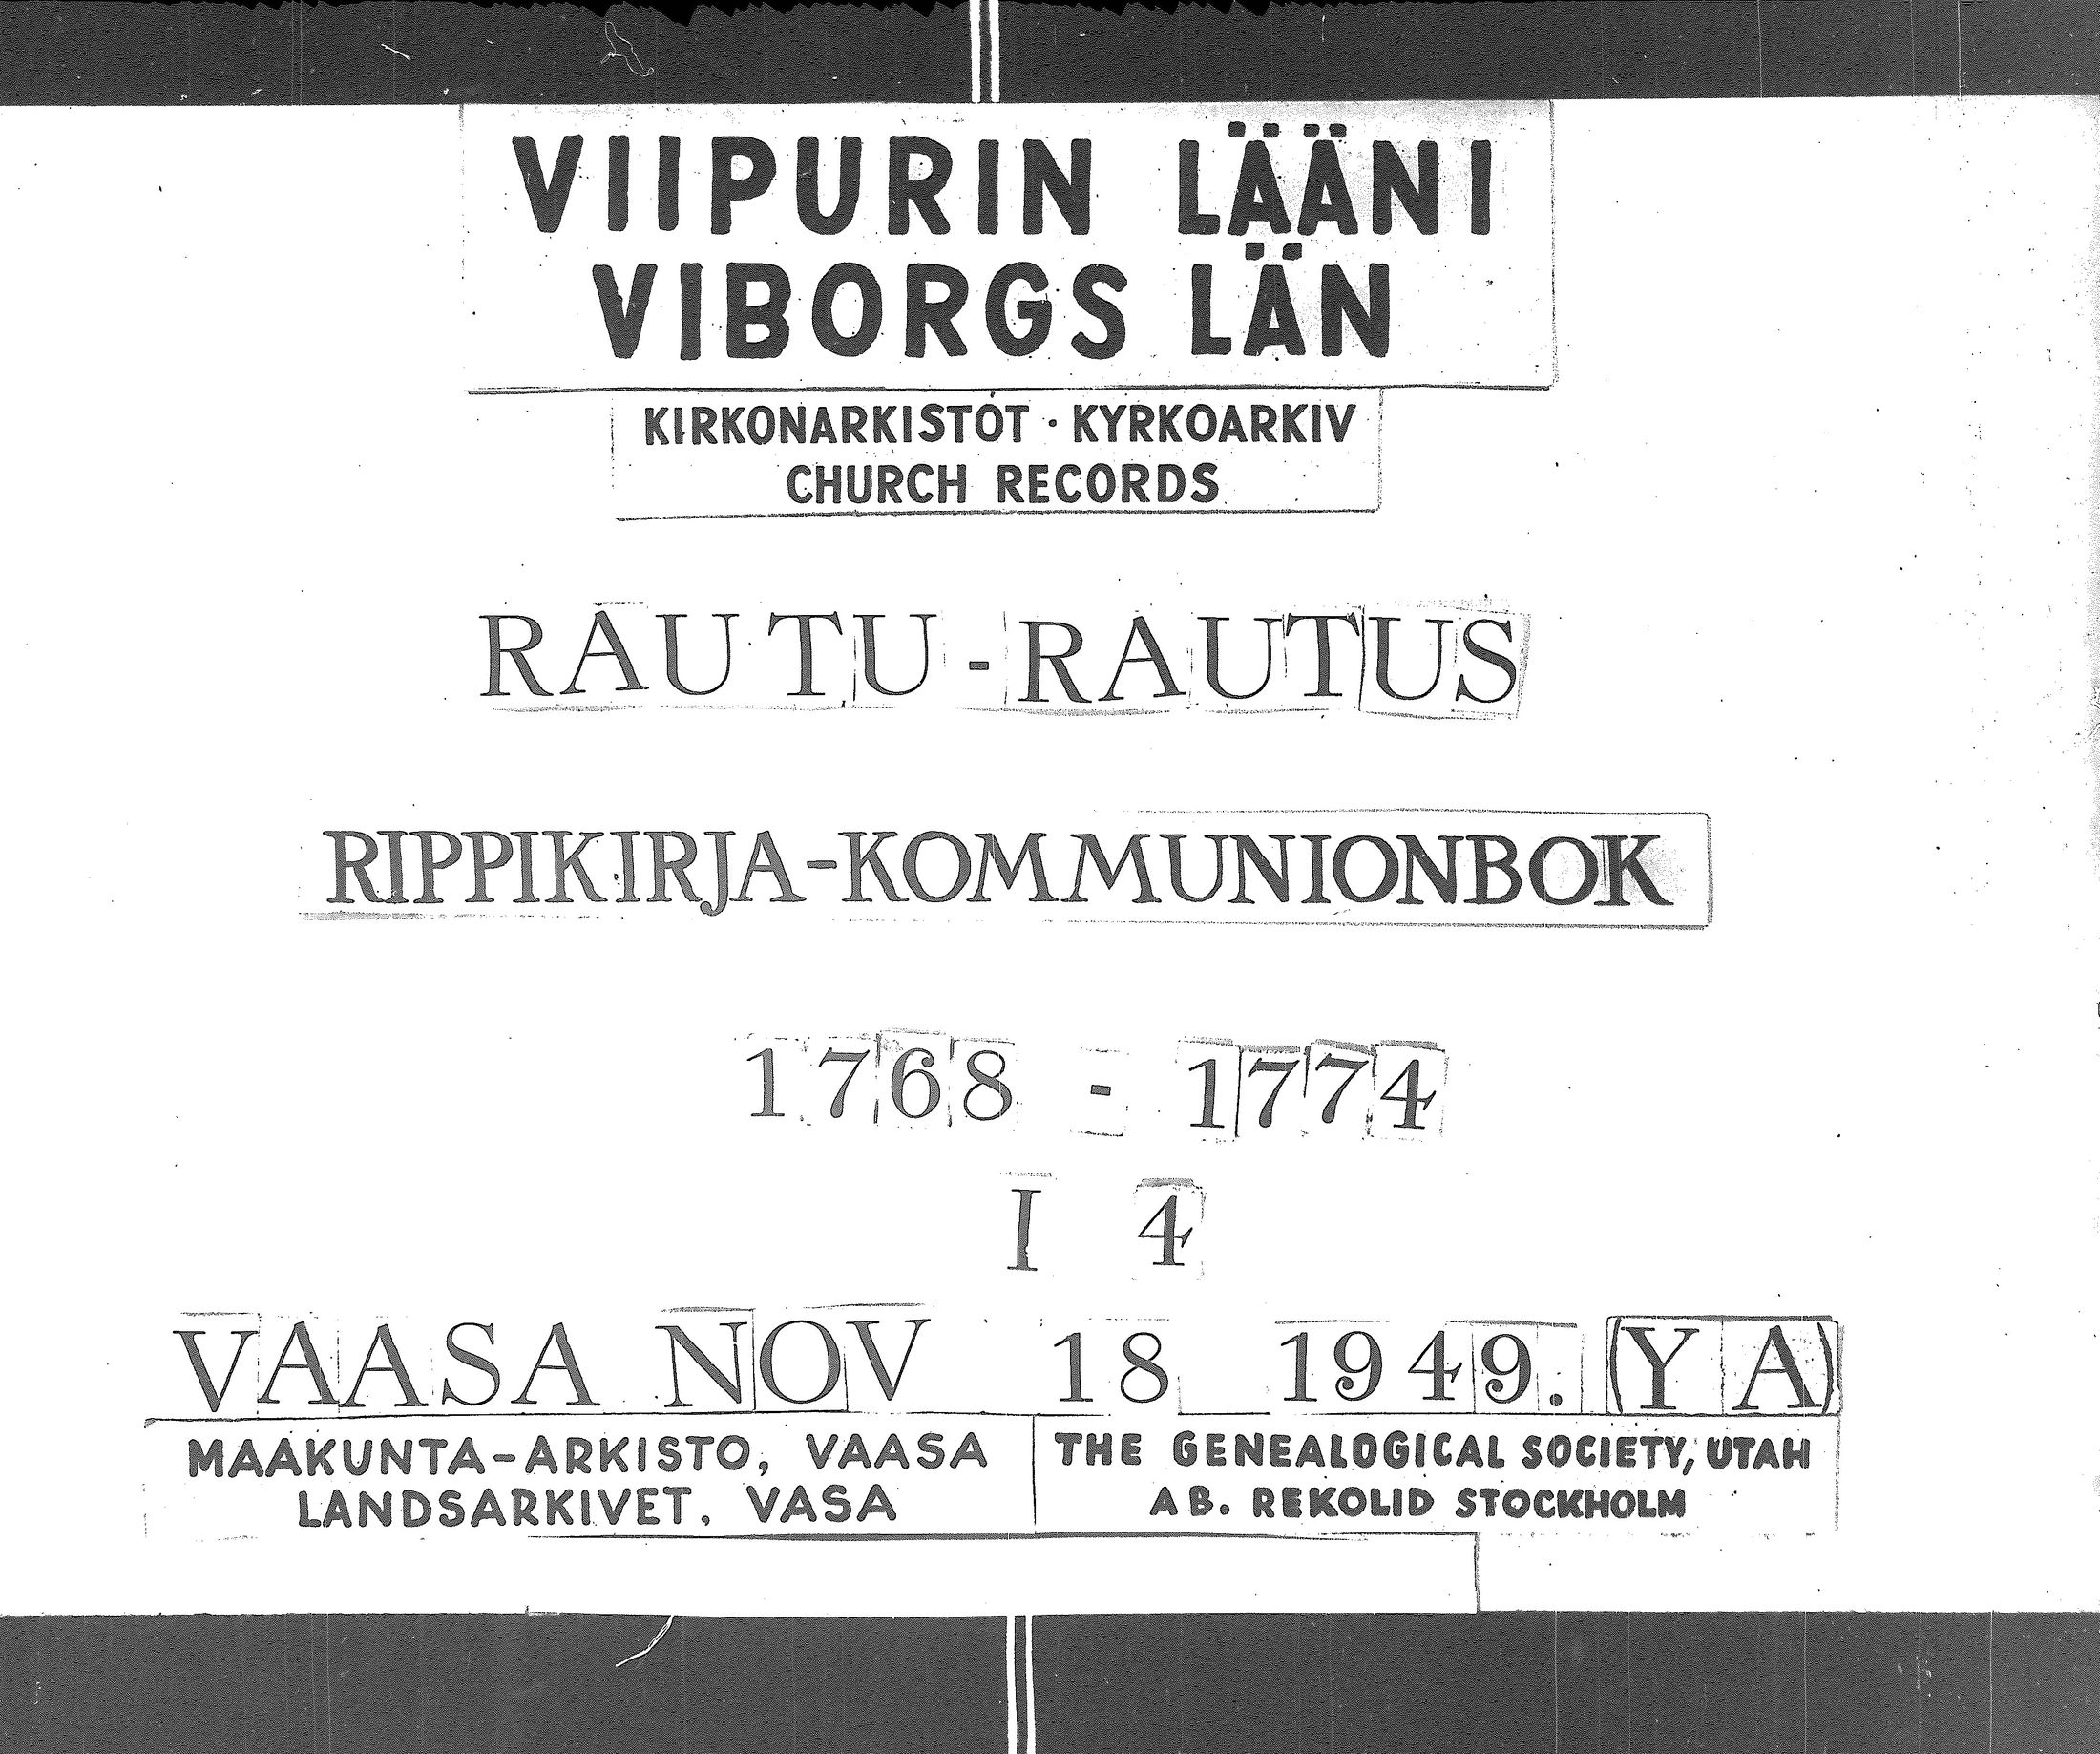 VIIPURIN LÄÄNI
VIBORGS LÄN
KIRKONARKISTOT · KYRKOARKIV
CHURCH RECORDS
RAUTU - RAUTUS
RIPPIKIRJA-KOMMUNIONBOK
1768 - 1774
I 4
VAASA NOV 18 1949. (YA)
MAAKUNTA-ARKISTO, VAASA
LANDSARKIVET, VASA
THE GENEALOGICAL SOCIETY, UTAH
AB. REKOLID STOCKHOLM